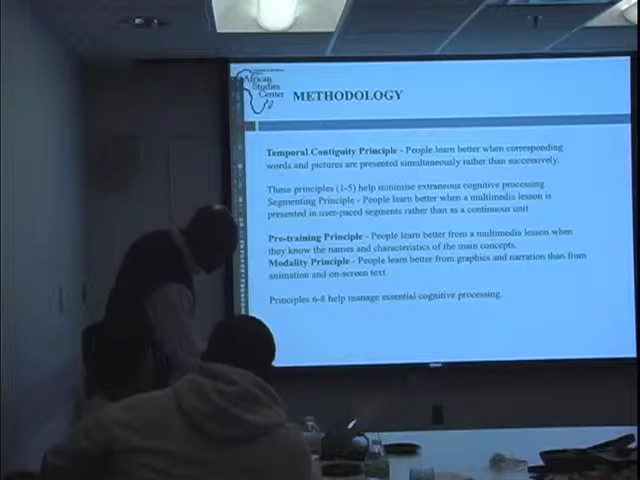 African
Studies
Center
METHODOLOGY
Temporal Contiguity Principle - People learn better when corresponding
words and pictures are presented simultaneously rather than successively.
These principles (1-5) help minimise extraneous cognitive processing.
Segmenting Principle - People learn better when a multimedia lesson is
presented in user-paced segments rather than as a continuous unit
Pre-training Principle - People learn better from a multimedia lesson when
they know the names and characteristics of the main concepts.
Modality Principle - People learn better from graphics and narration than from
animation and on-screen text.
Principles 6-8 help manage essential cognitive processing.